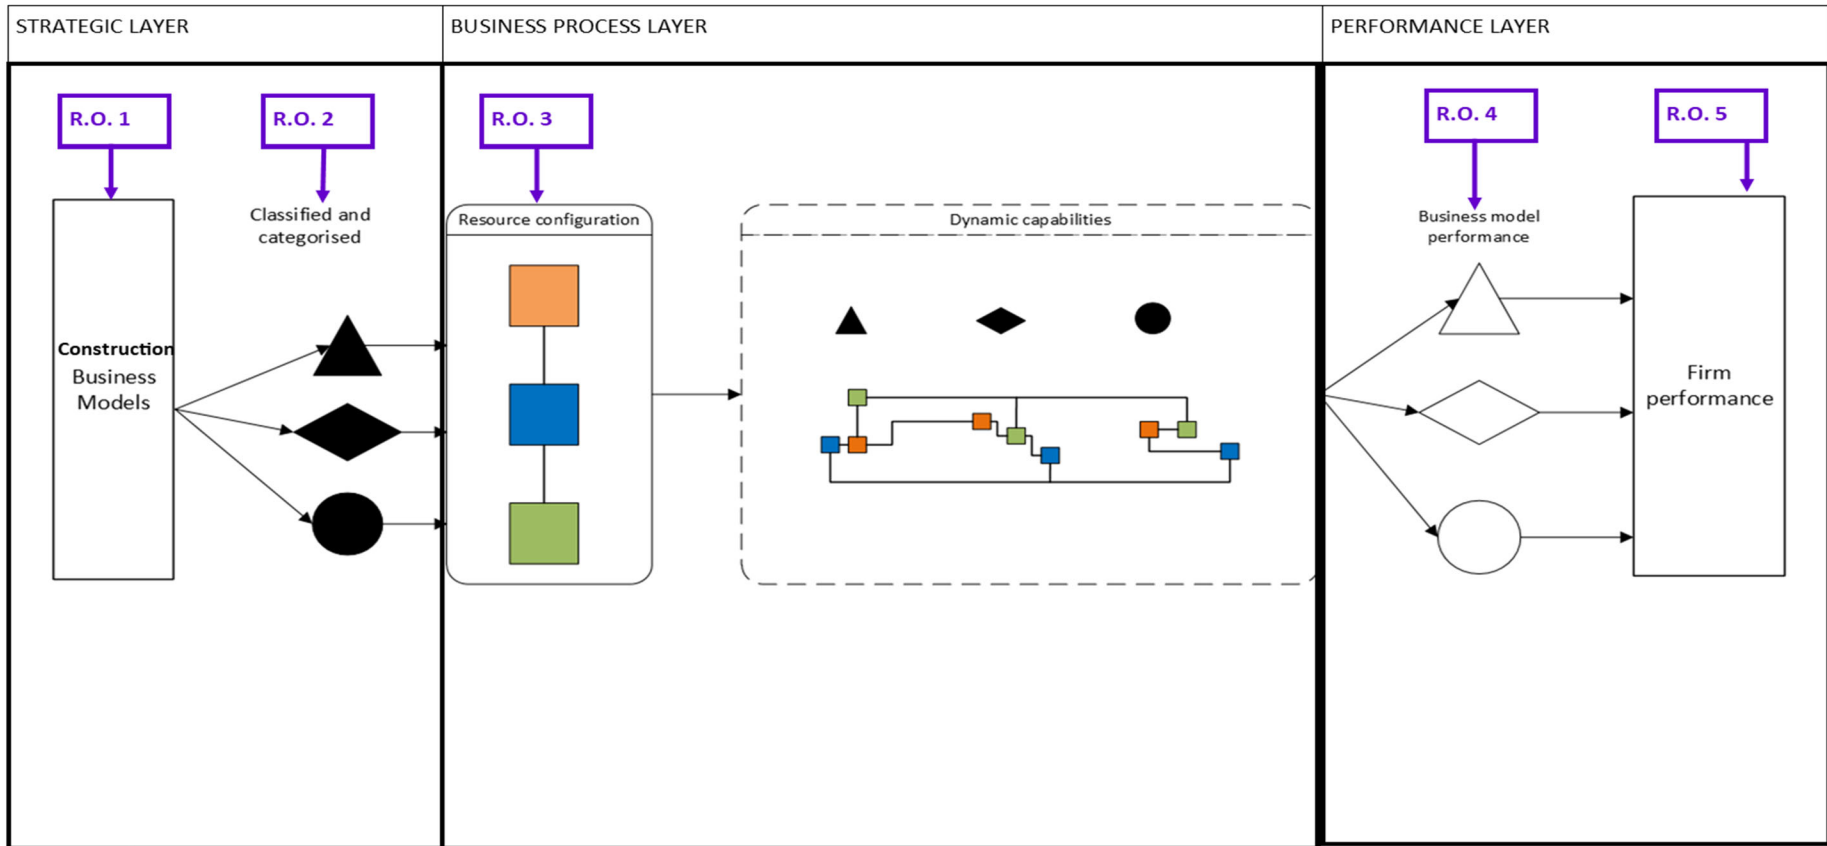 STRATEGIC LAYER
BUSINESS PROCESS LAYER
PERFORMANCE LAYER
R.O. 1
R.O. 2
R.O. 3
R.O. 4
R.O. 5
Classified and
categorised
Construction
Business
Models
Resource configuration
Dynamic capabilities
Business model
performance
Firm
performance